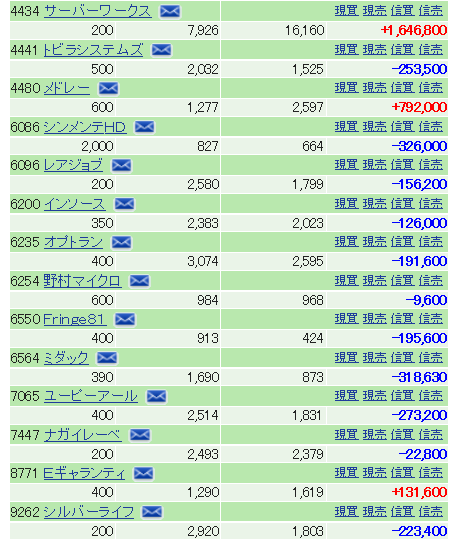 4434 サーバーワークス 現買 現売 信買 信売
200 7,926 16,160 +1,646,800
4441 トビラシステムズ 現買 現売 信買 信売
500 2,032 1,525 -253,500
4480 メドレー 現買 現売 信買 信売
600 1,277 2,597 +792,000
6086 シンメンテHD 現買 現売 信買 信売
2,000 827 664 -326,000
6096 レアジョブ 現買 現売 信買 信売
200 2,580 1,799 -156,200
6200 インソース 現買 現売 信買 信売
350 2,383 2,023 -126,000
6235 オプトラン 現買 現売 信買 信売
400 3,074 2,595 -191,600
6254 野村マイクロ 現買 現売 信買 信売
600 984 968 -9,600
6550 Fringe81 現買 現売 信買 信売
400 913 424 -195,600
6564 ミダック 現買 現売 信買 信売
390 1,690 873 -318,630
7065 ユーピーアール 現買 現売 信買 信売
400 2,514 1,831 -273,200
7447 ナガイレーベ 現買 現売 信買 信売
200 2,493 2,379 -22,800
8771 Eギャランティ 現買 現売 信買 信売
400 1,290 1,619 +131,600
9262 シルバーライフ 現買 現売 信買 信売
200 2,920 1,803 -223,400